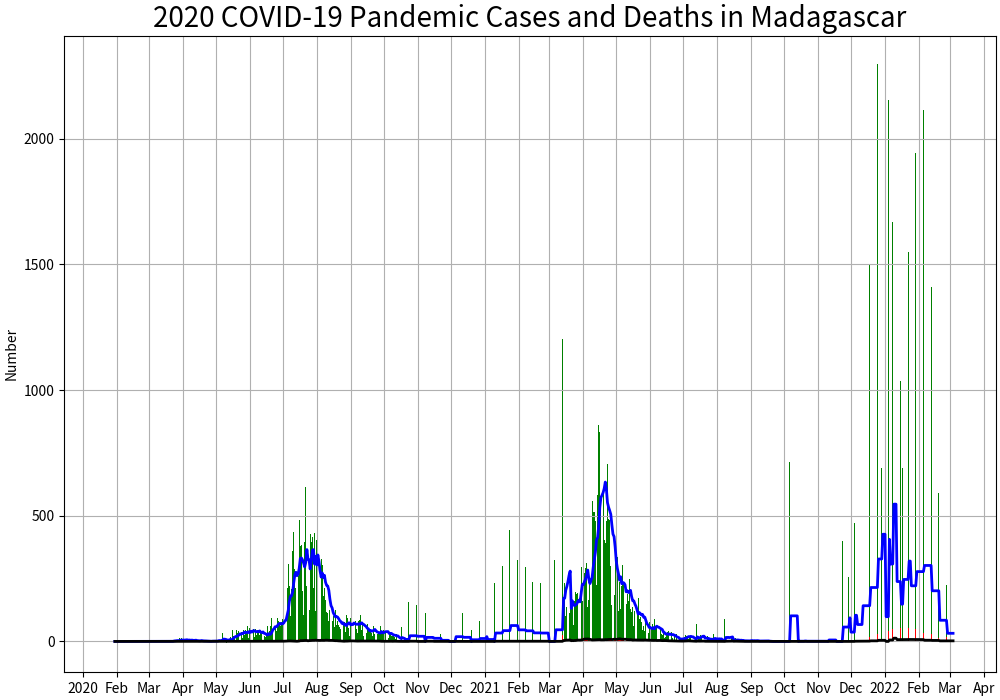 2020 COVID-19 Pandemic Cases and Deaths in Madagascar
Number
2000
1500
1000
500
0
2020 Feb Mar Apr May Jun Jul Aug Sep Oct Nov Dec 2021 Feb Mar Apr May Jun Jul Aug Sep Oct Nov Dec 2022 Feb Mar Apr